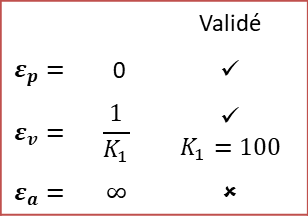 Validé
εp = 0 ✓
εv = 1/K1 ✓
K1 = 100
εa = ∞ ×